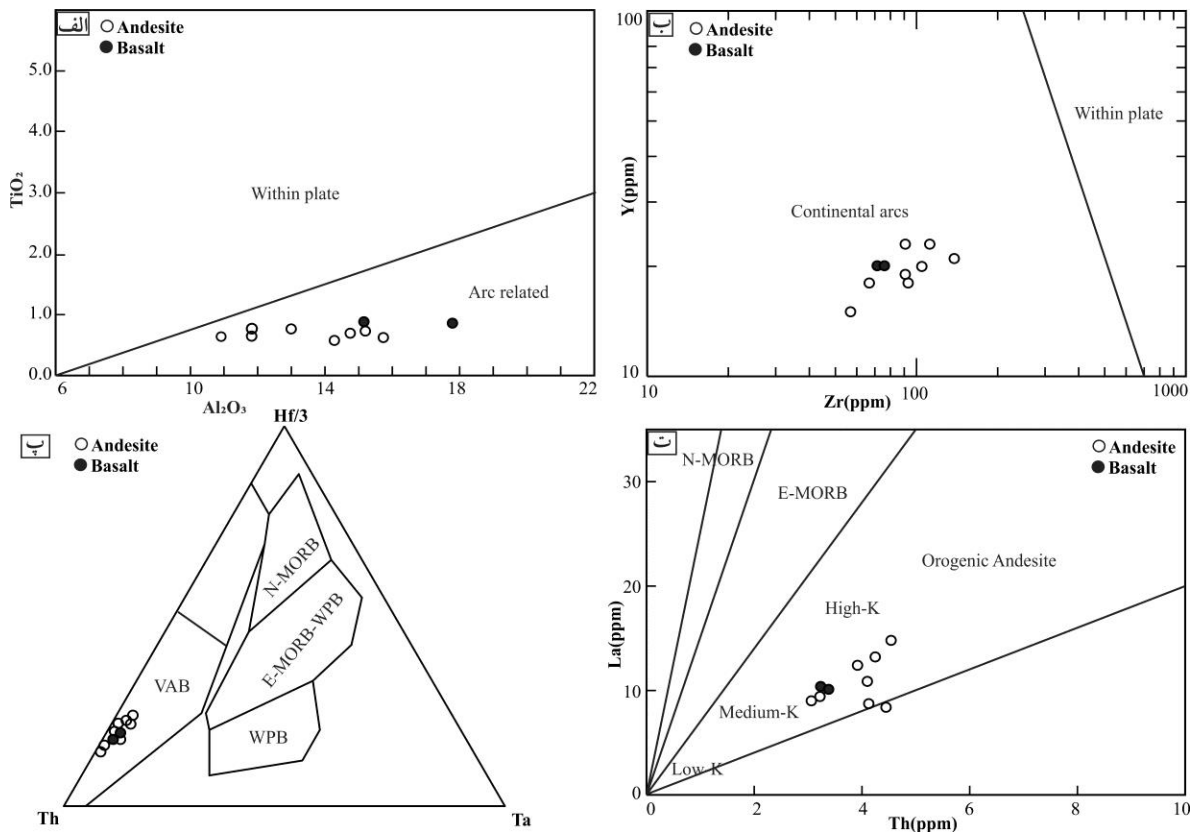 الف
Andesite
Basalt
TiO₂
5.0
4.0
3.0
2.0
1.0
0.0
Within plate
Arc related
6
10
14
18
22
Al₂O₃
ب
Andesite
Basalt
Y(ppm)
100
10
Within plate
Continental arcs
10
100
1000
Zr(ppm)
پ
Andesite
Basalt
Hf/3
N-MORB
E-MORB-WPB
VAB
WPB
Th
Ta
ت
Andesite
Basalt
La(ppm)
30
20
10
0
N-MORB
E-MORB
Orogenic Andesite
High-K
Medium-K
Low-K
0
2
4
6
8
10
Th(ppm)